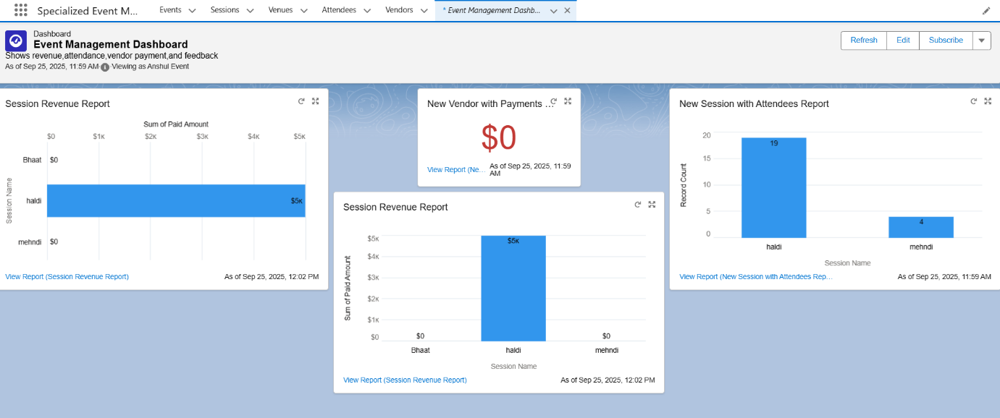 Specialized Event M...
Events
Sessions
Venues
Attendees
Vendors
* Event Management Dashb...
Dashboard
Event Management Dashboard
Shows revenue,attendance,vendor payment,and feedback
As of Sep 25, 2025, 11:59 AM Viewing as Anshul Event
Refresh
Edit
Subscribe
Session Revenue Report
Sum of Paid Amount
$0 $1K $2K $3K $4K $5K
Session Name
Bhaat $0
haldi $5K
mehndi $0
View Report (Session Revenue Report)
As of Sep 25, 2025, 12:02 PM
New Vendor with Payments ...
$0
View Report (Ne...
As of Sep 25, 2025, 11:59
AM
Session Revenue Report
Sum of Paid Amount
$5K
$4K
$3K
$2K
$1K
$0
$0 $5K $0
Bhaat haldi mehndi
Session Name
View Report (Session Revenue Report)
As of Sep 25, 2025, 12:02 PM
New Session with Attendees Report
Record Count
20
15
10
5
0
19
4
haldi mehndi
Session Name
View Report (New Session with Attendees Rep...
As of Sep 25, 2025, 11:59 AM